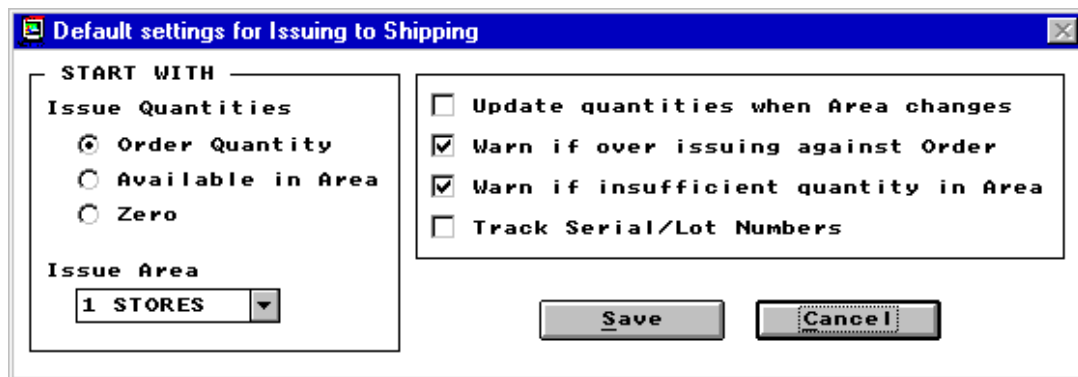 Default settings for Issuing to Shipping
START WITH
Issue Quantities
Order Quantity
Available in Area
Zero
Issue Area
1 STORES
Update quantities when Area changes
Warn if over issuing against Order
Warn if insufficient quantity in Area
Track Serial/Lot Numbers
Save
Cancel